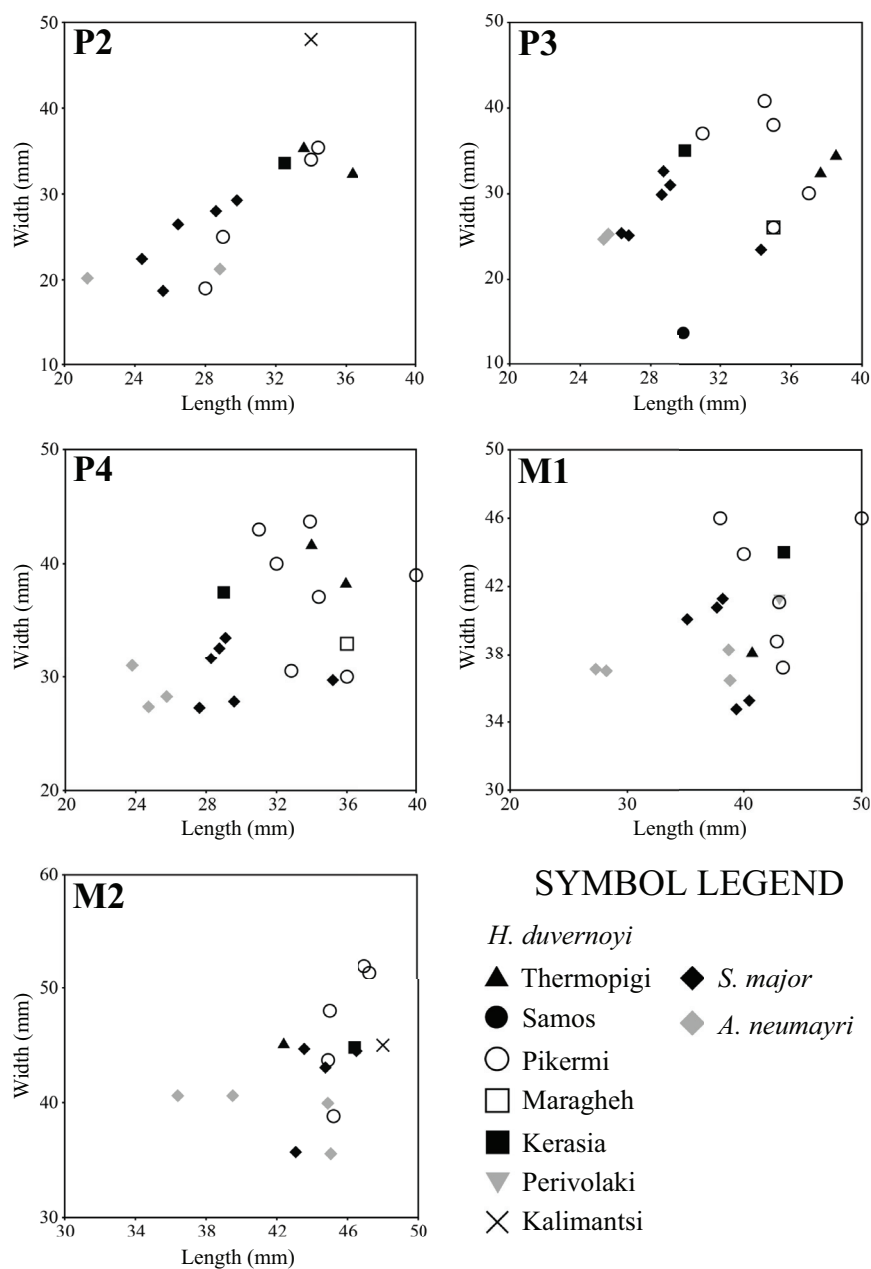 P2
50
40
30
20
10
Width (mm)
20 24 28 32 36 40
Length (mm)
P3
50
40
30
20
10
Width (mm)
20 24 28 32 36 40
Length (mm)
P4
50
40
30
20
Width (mm)
20 24 28 32 36 40
Length (mm)
M1
50
46
42
38
34
30
Width (mm)
20 30 40 50
Length (mm)
M2
60
50
40
30
Width (mm)
30 34 38 42 46 50
Length (mm)
SYMBOL LEGEND
H. duvernoyi
Thermopigi
Samos
Pikermi
Maragheh
Kerasia
Perivolaki
Kalimantsi
S. major
A. neumayri